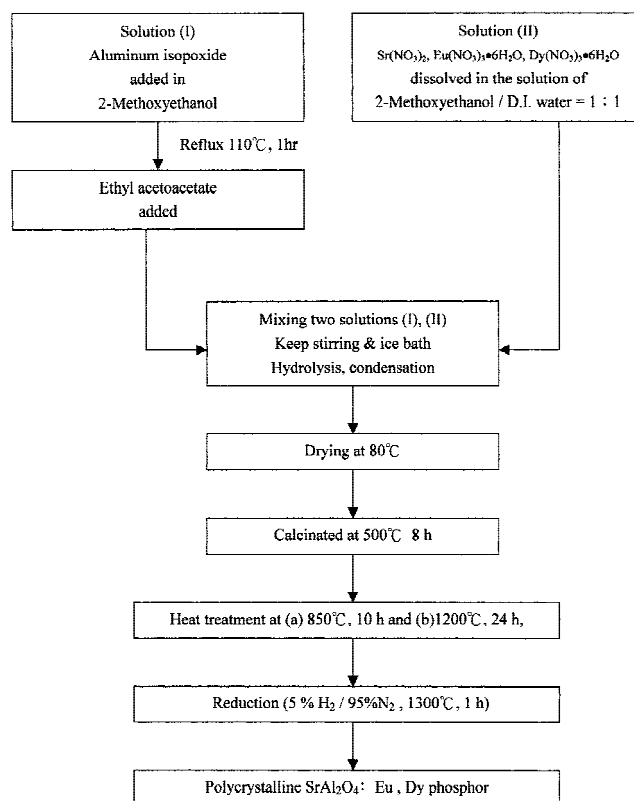 Solution (I)
Aluminum isopoxide
added in
2-Methoxyethanol
Solution (II)
Sr(NO₃)₂, Eu(NO₃)₃•6H₂O, Dy(NO₃)₃•6H₂O
dissolved in the solution of
2-Methoxyethanol / D.I. water = 1：1
Reflux 110℃, 1hr
Ethyl acetoacetate
added
Mixing two solutions (I), (II)
Keep stirring & ice bath
Hydrolysis, condensation
Drying at 80℃
Calcinated at 500℃ 8 h
Heat treatment at (a) 850℃, 10 h and (b)1200℃, 24 h,
Reduction (5 % H₂ / 95%N₂ , 1300℃, 1 h)
Polycrystalline SrAl₂O₄: Eu , Dy phosphor